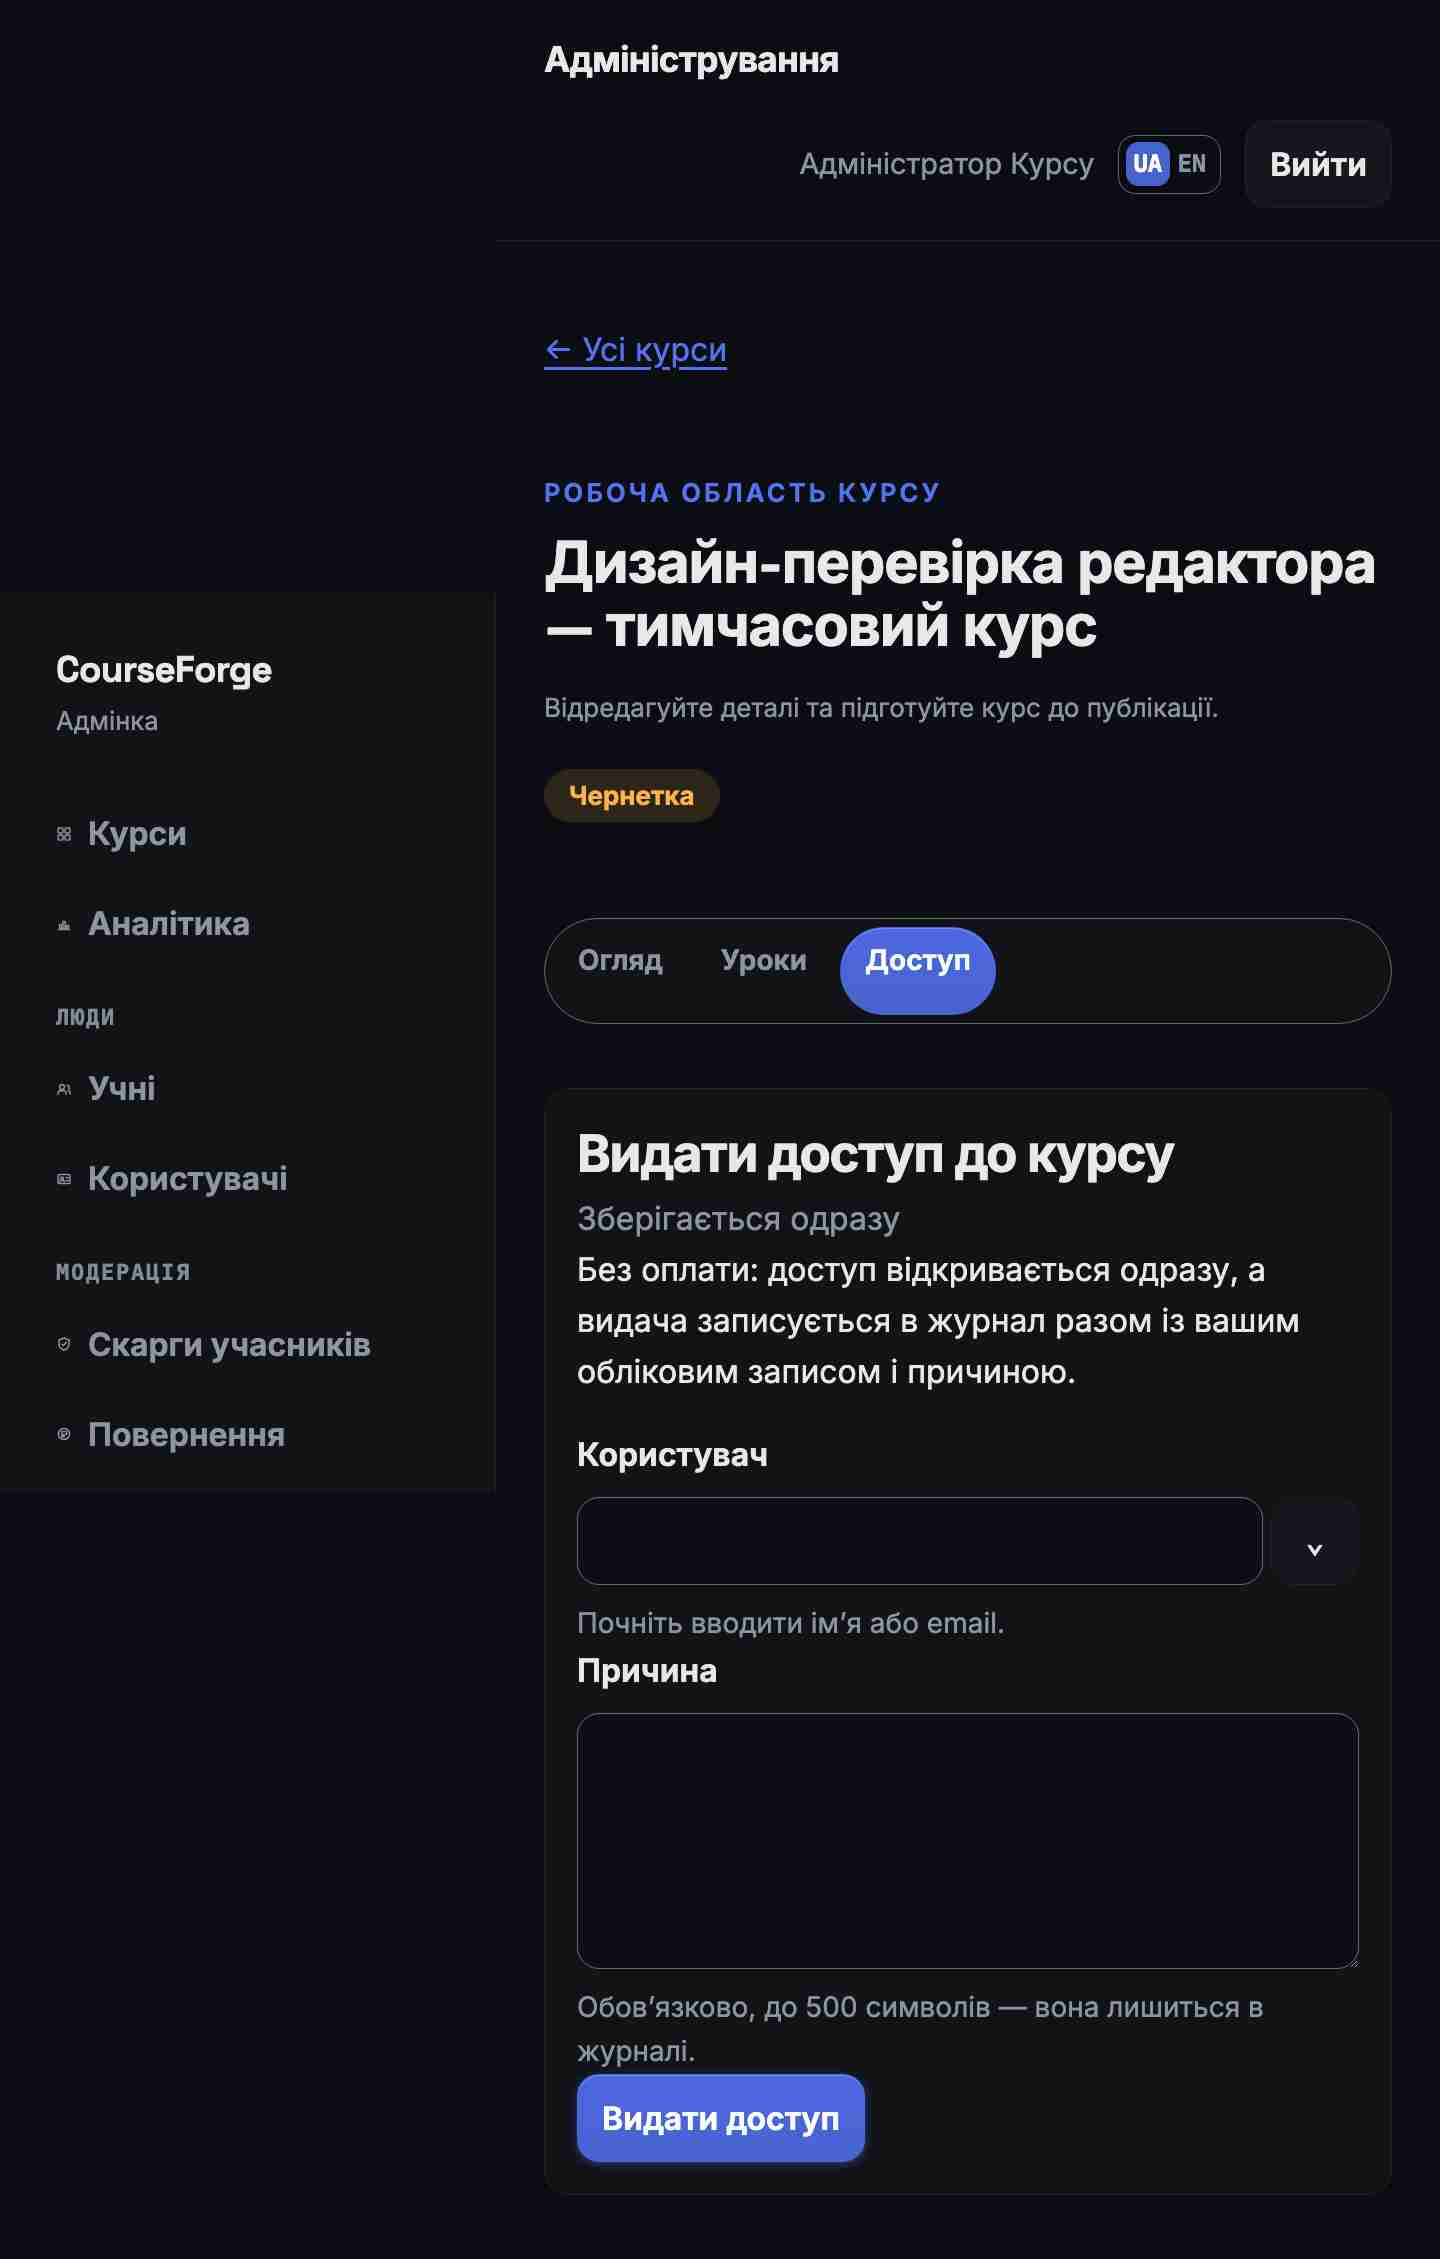 Адміністрування
Адміністратор Курсу UA EN Вийти
← Усі курси
РОБОЧА ОБЛАСТЬ КУРСУ
Дизайн-перевірка редактора
— тимчасовий курс
Відредагуйте деталі та підготуйте курс до публікації.
Чернетка
CourseForge
Адмінка
Курси
Аналітика
ЛЮДИ
Учні
Користувачі
МОДЕРАЦІЯ
Скарги учасників
Повернення
Огляд Уроки Доступ
Видати доступ до курсу
Зберігається одразу
Без оплати: доступ відкривається одразу, а
видача записується в журнал разом із вашим
обліковим записом і причиною.
Користувач
Почніть вводити ім’я або email.
Причина
Обов’язково, до 500 символів — вона лишиться в
журналі.
Видати доступ